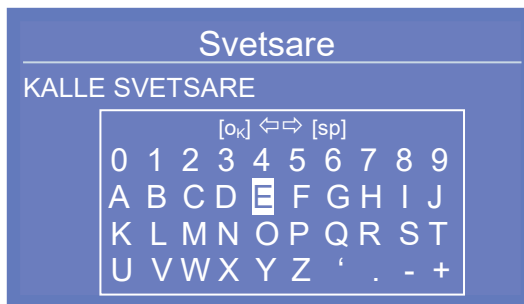 Svetsare
KALLE SVETSARE
[oK] ⇦⇨ [sp]
0 1 2 3 4 5 6 7 8 9
A B C D E F G H I J
K L M N O P Q R S T
U V W X Y Z ‘ . - +